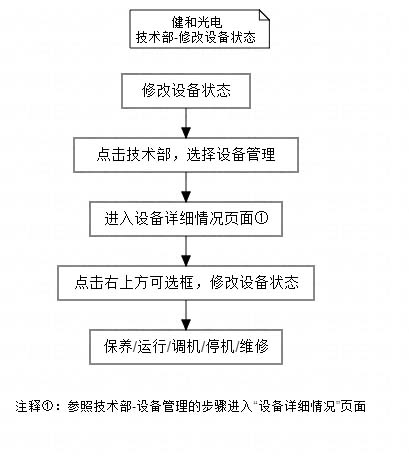 健和光电
技术部-修改设备状态
修改设备状态
点击技术部，选择设备管理
进入设备详细情况页面①
点击右上方可选框，修改设备状态
保养/运行/调机/停机/维修
注释①：参照技术部-设备管理的步骤进入“设备详细情况”页面